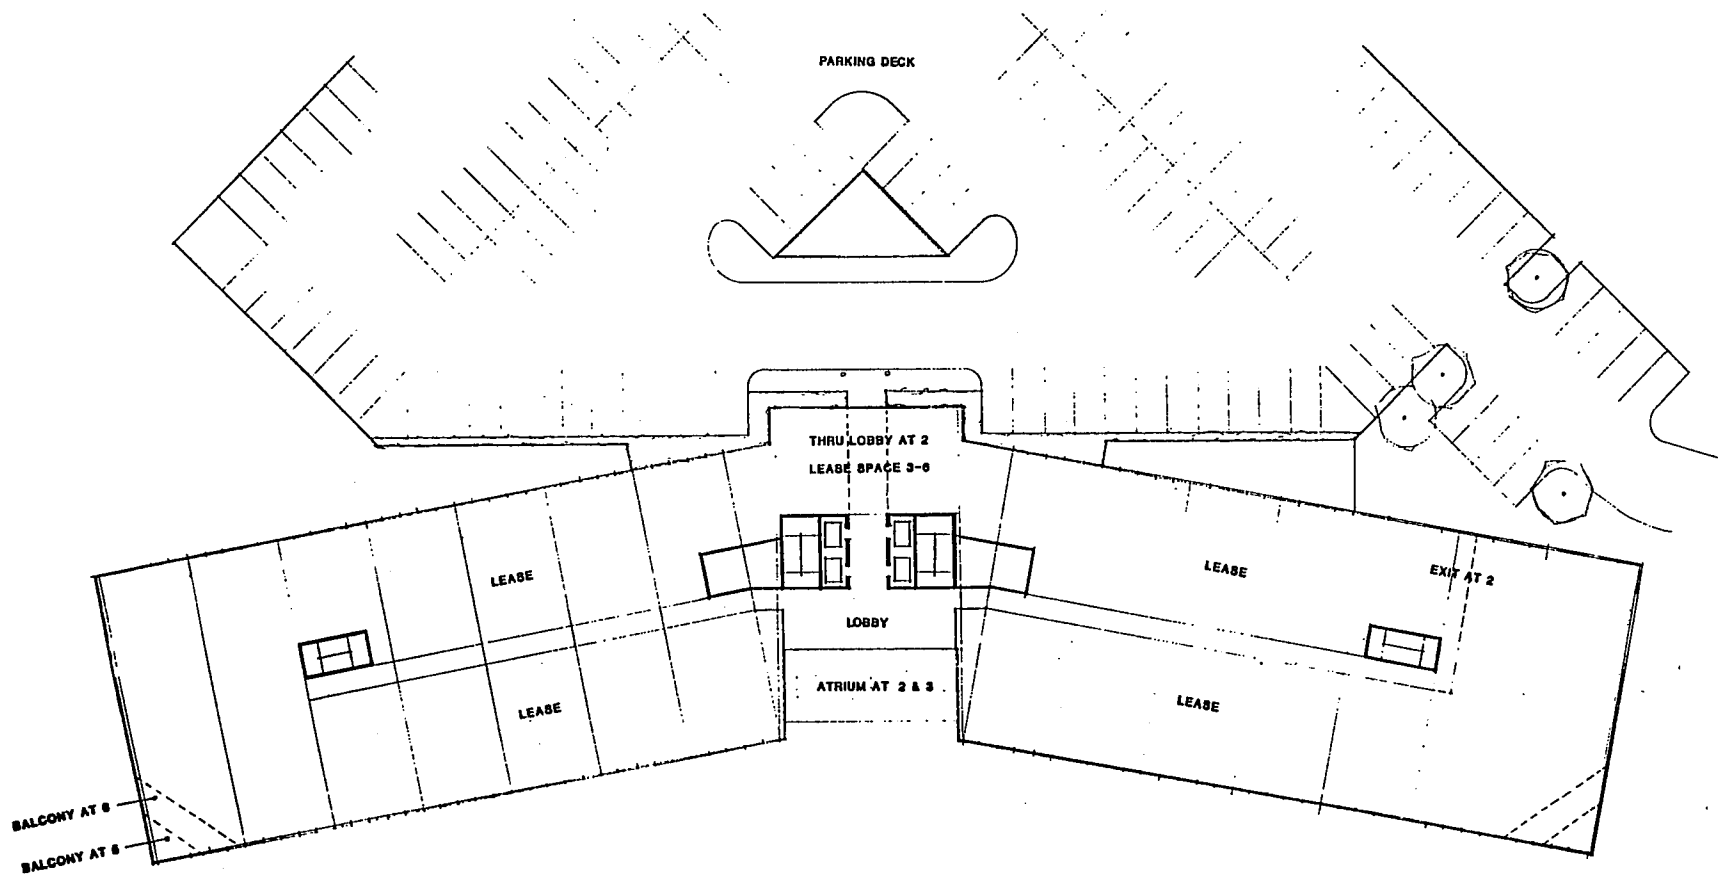 PARKING DECK
THRU LOBBY AT 2
LEASE SPACE 3-6
LEASE
LEASE
EXIT AT 2
LOBBY
ATRIUM AT 2 & 3
LEASE
LEASE
BALCONY AT 6
BALCONY AT 5